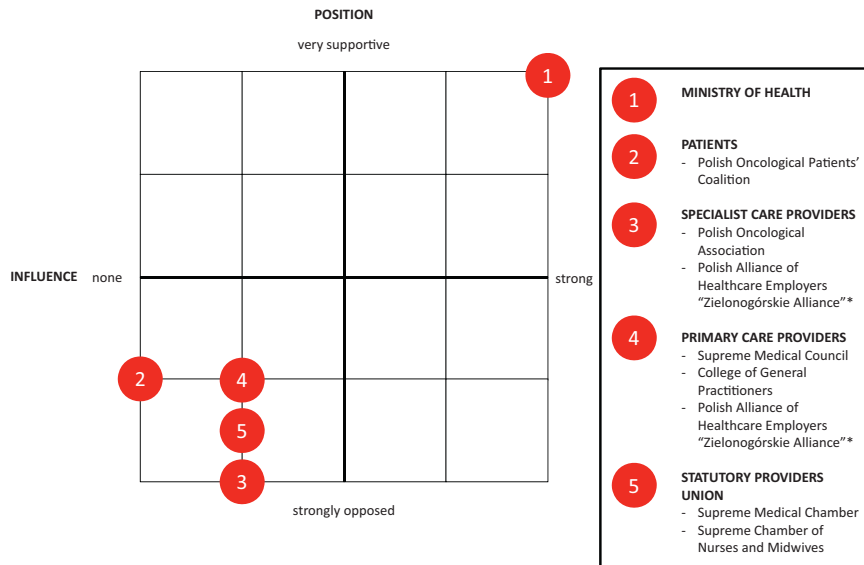 POSITION
very supportive
1
INFLUENCE none
strong
2
4
5
3
strongly opposed
1
MINISTRY OF HEALTH
2
PATIENTS
- Polish Oncological Patients’
Coalition
3
SPECIALIST CARE PROVIDERS
- Polish Oncological
Association
- Polish Alliance of
Healthcare Employers
“Zielonogórskie Alliance”*
4
PRIMARY CARE PROVIDERS
- Supreme Medical Council
- College of General
Practitioners
- Polish Alliance of
Healthcare Employers
“Zielonogórskie Alliance”*
5
STATUTORY PROVIDERS
UNION
- Supreme Medical Chamber
- Supreme Chamber of
Nurses and Midwives